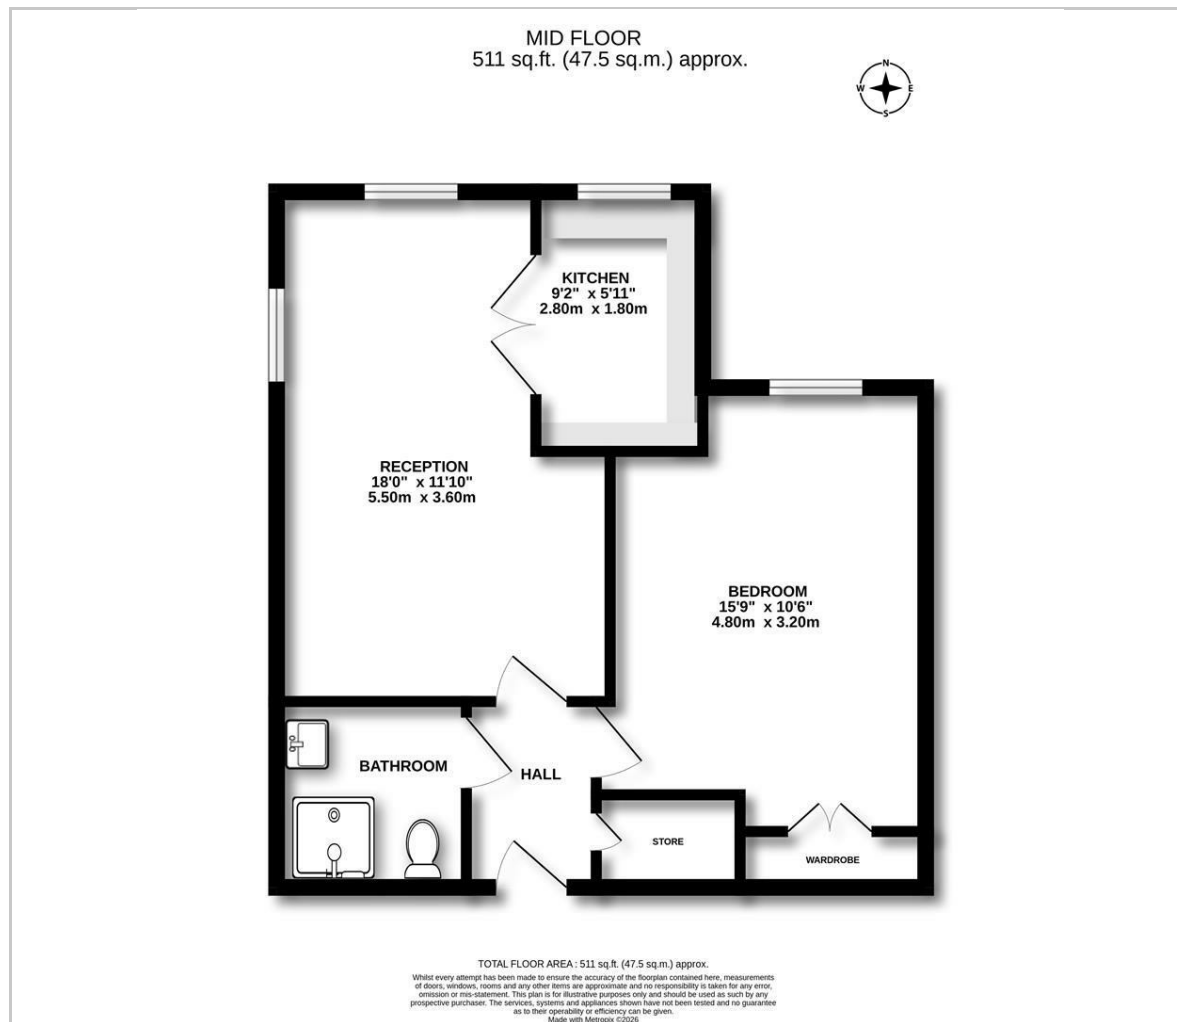 MID FLOOR
511 sq.ft. (47.5 sq.m.) approx.
N
W E
S
KITCHEN
9'2" x 5'11"
2.80m x 1.80m
RECEPTION
18'0" x 11'10"
5.50m x 3.60m
BEDROOM
15'9" x 10'6"
4.80m x 3.20m
BATHROOM
HALL
STORE
WARDROBE
TOTAL FLOOR AREA : 511 sq.ft. (47.5 sq.m.) approx.
Whilst every attempt has been made to ensure the accuracy of the floorplan contained here, measurements
of doors, windows, rooms and any other items are approximate and no responsibility is taken for any error,
omission or mis-statement. This plan is for illustrative purposes only and should be used as such by any
prospective purchaser. The services, systems and appliances shown have not been tested and no guarantee
as to their operability or efficiency can be given.
Made with Metropix ©2026